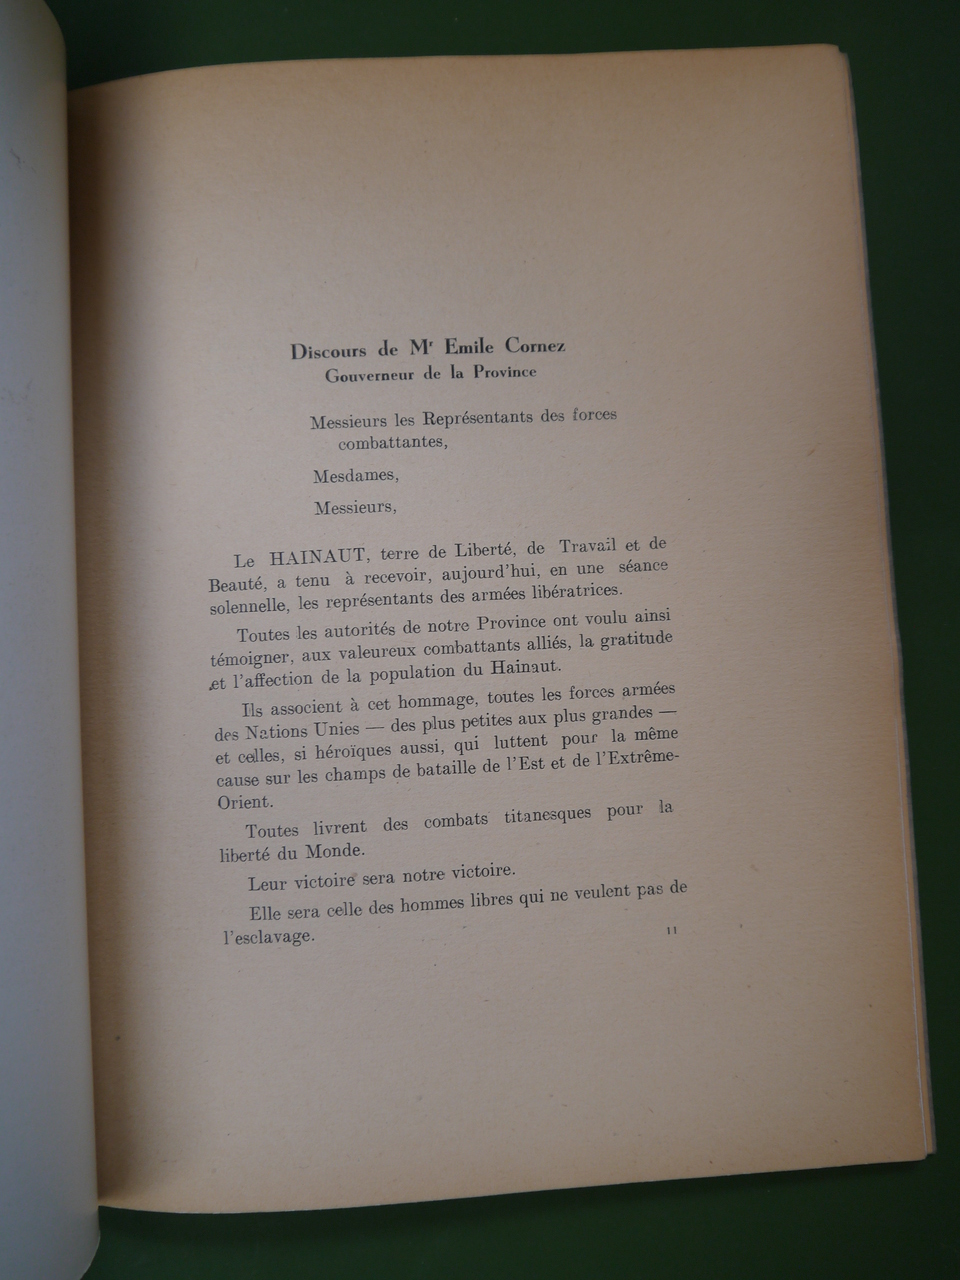 Discours de Mr Emile Cornez
Gouverneur de la Province
Messieurs les Représentants des forces
combattantes,
Mesdames,
Messieurs,
Le HAINAUT, terre de Liberté, de Travail et de
Beauté, a tenu à recevoir, aujourd'hui, en une séance
solennelle, les représentants des armées libératrices.
Toutes les autorités de notre Province ont voulu ainsi
témoigner, aux valeureux combattants alliés, la gratitude
et l'affection de la population du Hainaut.
Ils associent à cet hommage, toutes les forces armées
des Nations Unies — des plus petites aux plus grandes —
et celles, si héroïques aussi, qui luttent pour la même
cause sur les champs de bataille de l'Est et de l'Extrême-
Orient.
Toutes livrent des combats titanesques pour la
liberté du Monde.
Leur victoire sera notre victoire.
Elle sera celle des hommes libres qui ne veulent pas de
l'esclavage.
11